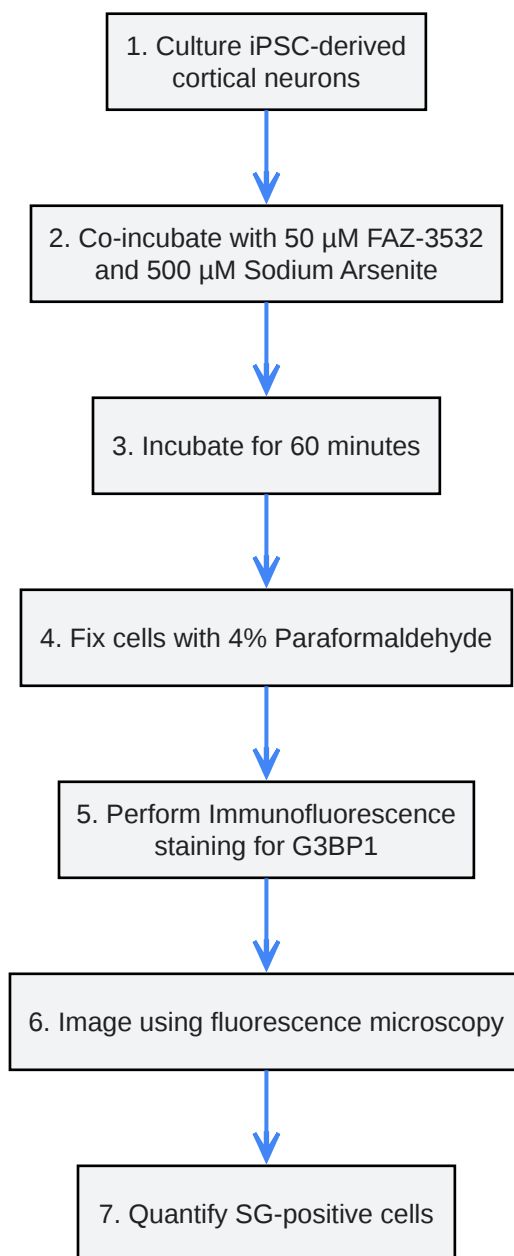 1. Culture iPSC-derived
cortical neurons
2. Co-incubate with 50 µM FAZ-3532
and 500 µM Sodium Arsenite
3. Incubate for 60 minutes
4. Fix cells with 4% Paraformaldehyde
5. Perform Immunofluorescence
staining for G3BP1
6. Image using fluorescence microscopy
7. Quantify SG-positive cells